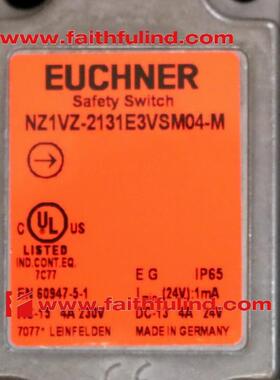 www.faithfulind.com
EUCHNER
Safety Switch
NZ1VZ-2131E3VSM04-M
C UL US
LISTED
IND.CONT.EQ.
7C77
E G IP65
EN 60947-5-1
(24V):1mA
4A 230V
DC-13 4A 24V
7077* LEINFELDEN
MADE IN GERMANY
www.faithfulind.com